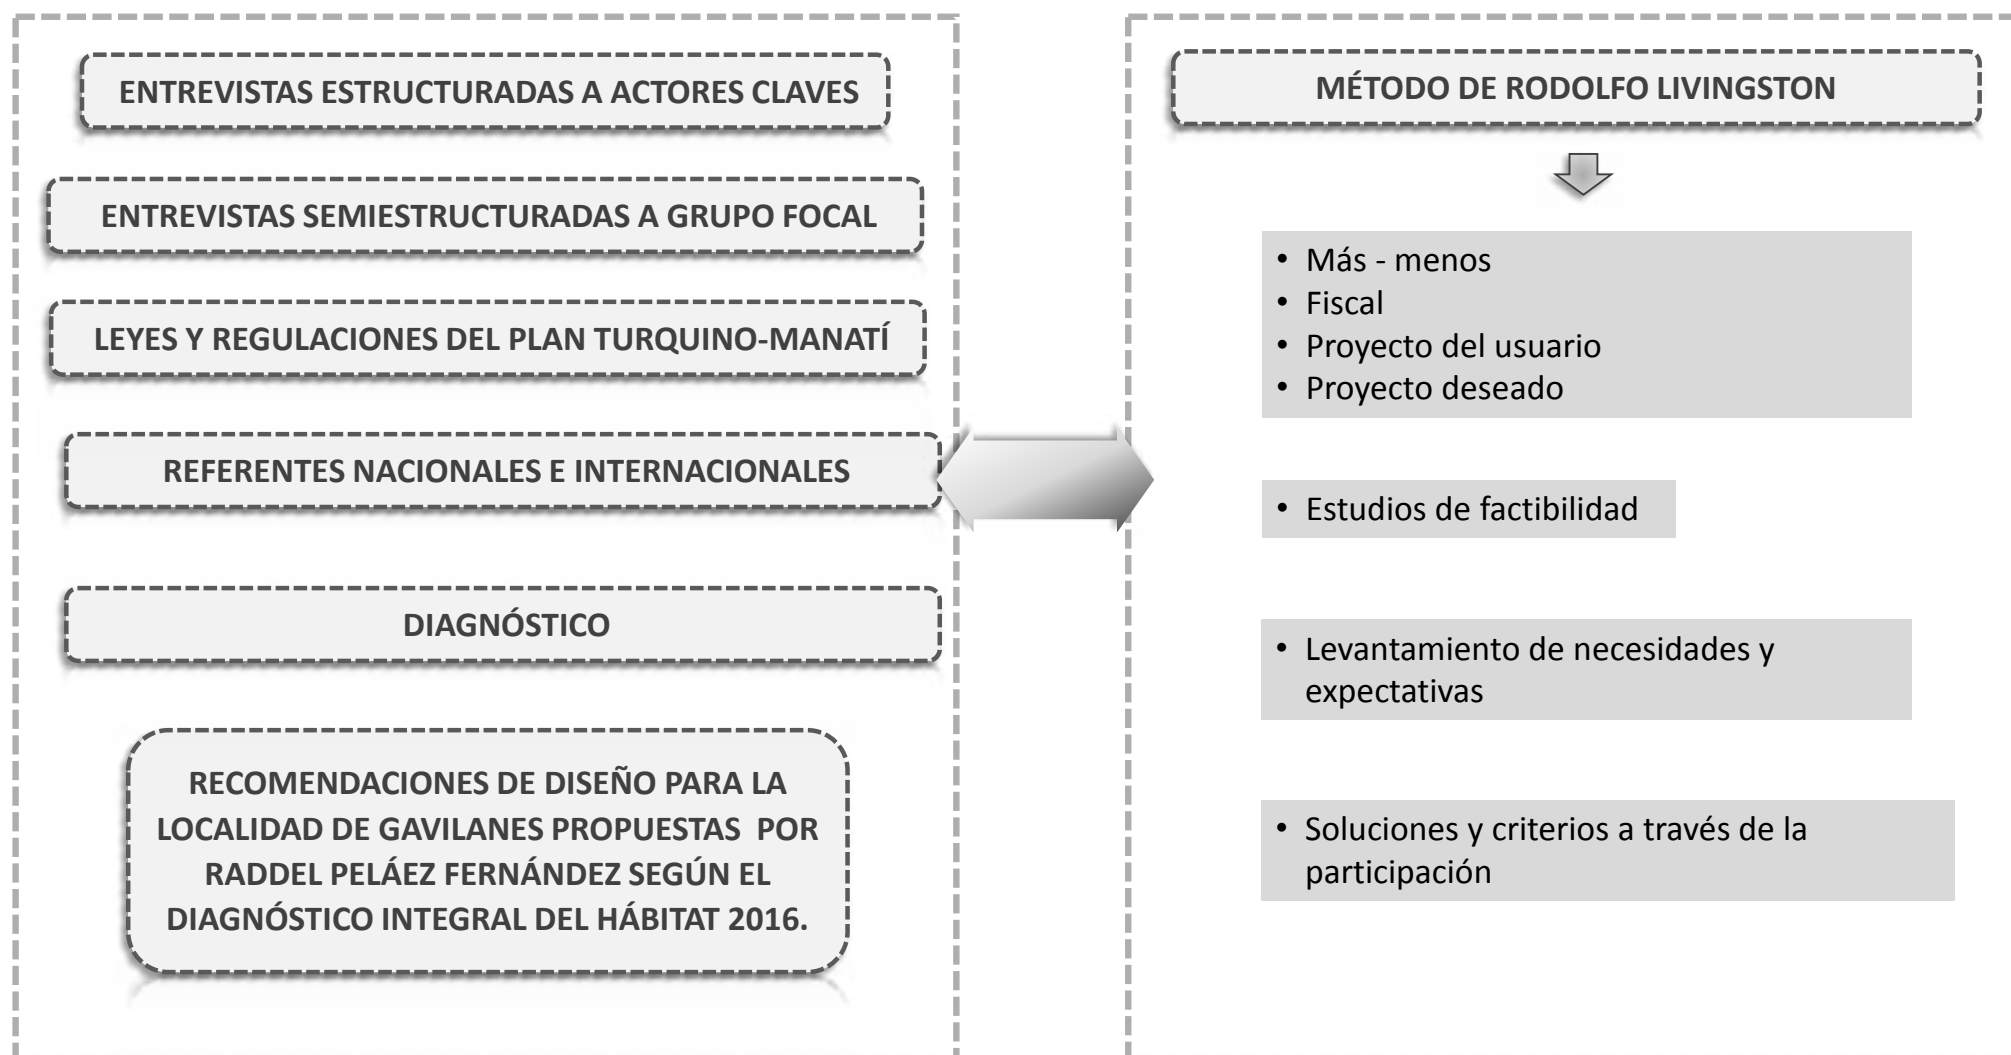 ENTREVISTAS ESTRUCTURADAS A ACTORES CLAVES
ENTREVISTAS SEMIESTRUCTURADAS A GRUPO FOCAL
LEYES Y REGULACIONES DEL PLAN TURQUINO-MANATÍ
REFERENTES NACIONALES E INTERNACIONALES
DIAGNÓSTICO
RECOMENDACIONES DE DISEÑO PARA LA
LOCALIDAD DE GAVILANES PROPUESTAS POR
RADDEL PELÁEZ FERNÁNDEZ SEGÚN EL
DIAGNÓSTICO INTEGRAL DEL HÁBITAT 2016.
MÉTODO DE RODOLFO LIVINGSTON
• Más - menos
• Fiscal
• Proyecto del usuario
• Proyecto deseado
• Estudios de factibilidad
• Levantamiento de necesidades y
expectativas
• Soluciones y criterios a través de la
participación